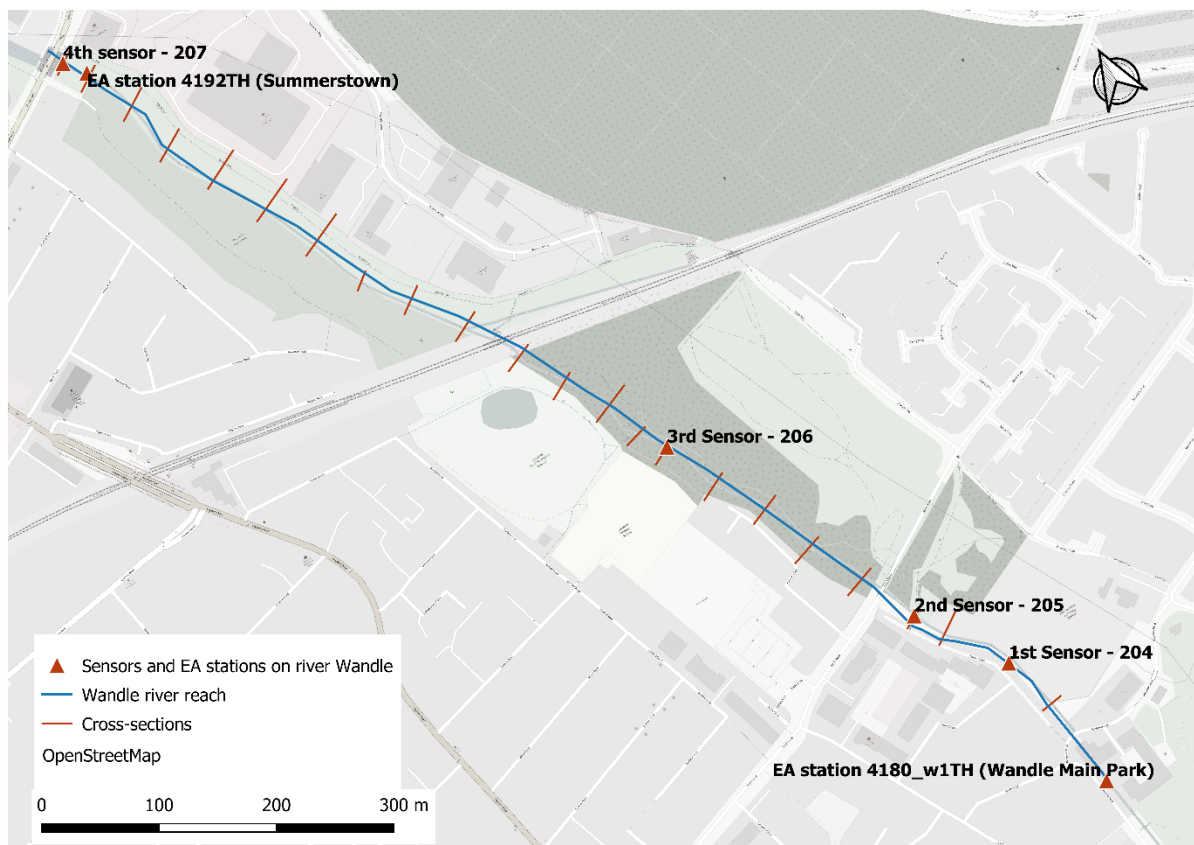 4th sensor - 207
EA station 4192TH (Summerstown)
3rd Sensor - 206
2nd Sensor - 205
1st Sensor - 204
EA station 4180_w1TH (Wandle Main Park)
Sensors and EA stations on river Wandle
Wandle river reach
Cross-sections
OpenStreetMap
0 100 200 300 m